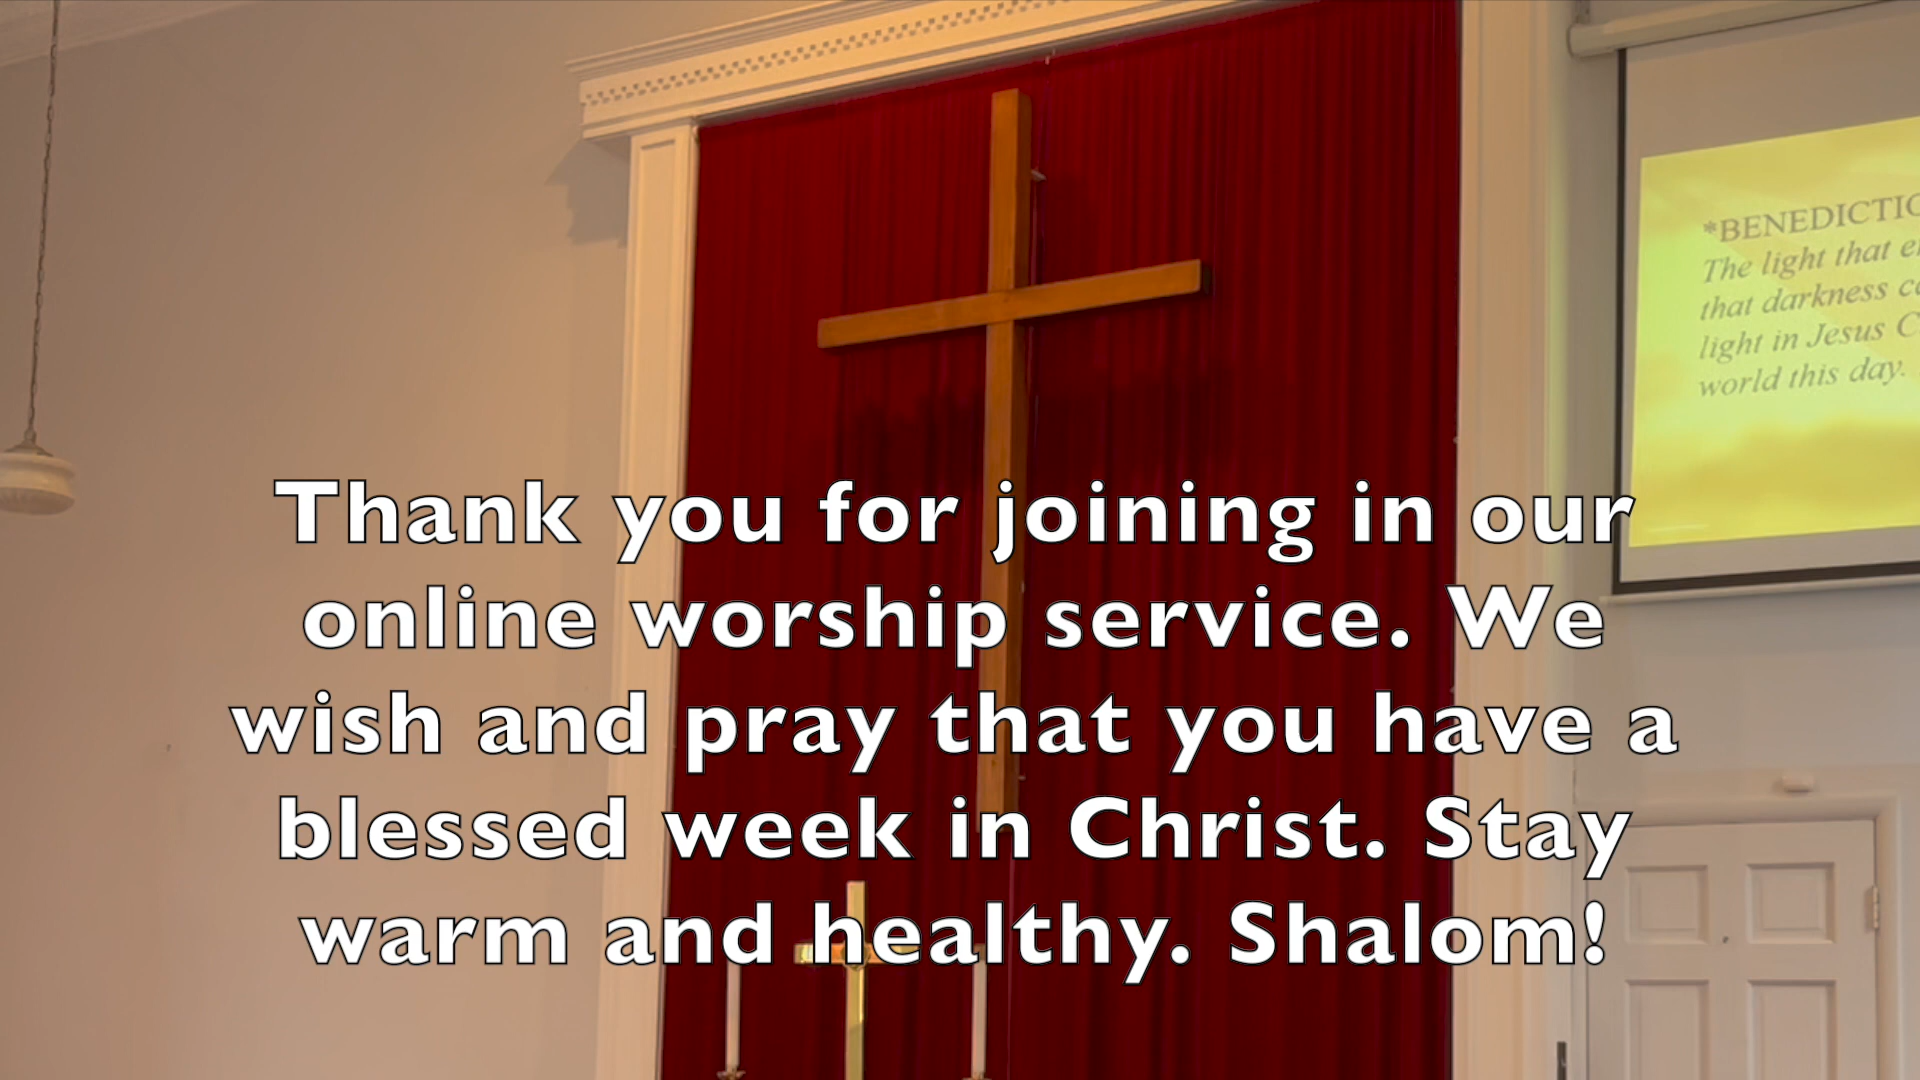 *BENEDICTIO
The light that e
that darkness c
light in Jesus C
world this day.
Thank you for joining in our
online worship service. We
wish and pray that you have a
blessed week in Christ. Stay
warm and healthy. Shalom!